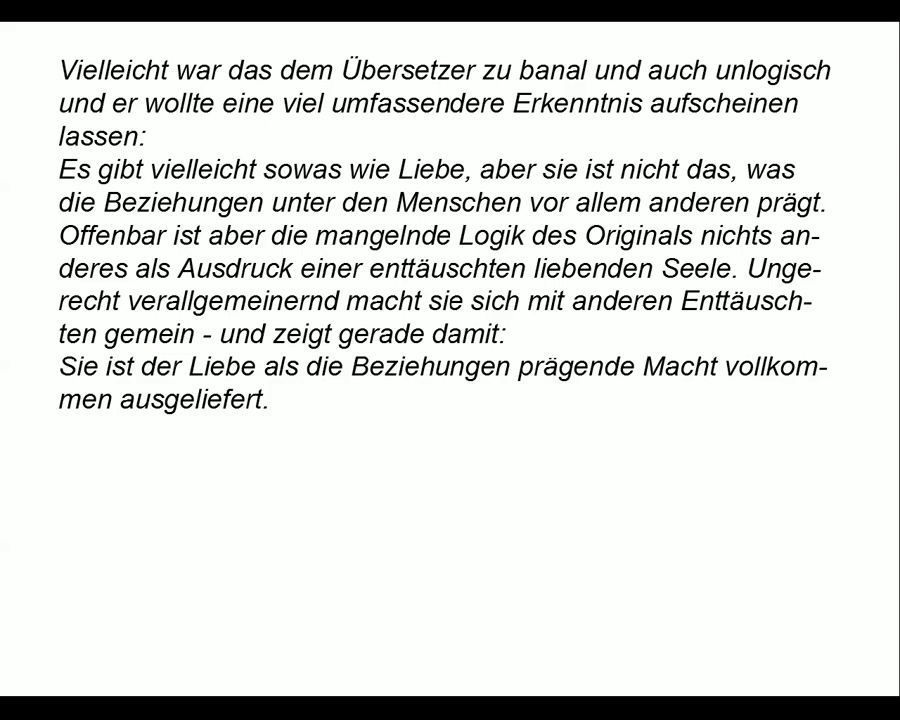 Vielleicht war das dem Übersetzer zu banal und auch unlogisch
und er wollte eine viel umfassendere Erkenntnis aufscheinen
lassen:
Es gibt vielleicht sowas wie Liebe, aber sie ist nicht das, was
die Beziehungen unter den Menschen vor allem anderen prägt.
Offenbar ist aber die mangelnde Logik des Originals nichts an-
deres als Ausdruck einer enttäuschten liebenden Seele. Unge-
recht verallgemeinernd macht sie sich mit anderen Enttäusch-
ten gemein - und zeigt gerade damit:
Sie ist der Liebe als die Beziehungen prägende Macht vollkom-
men ausgeliefert.